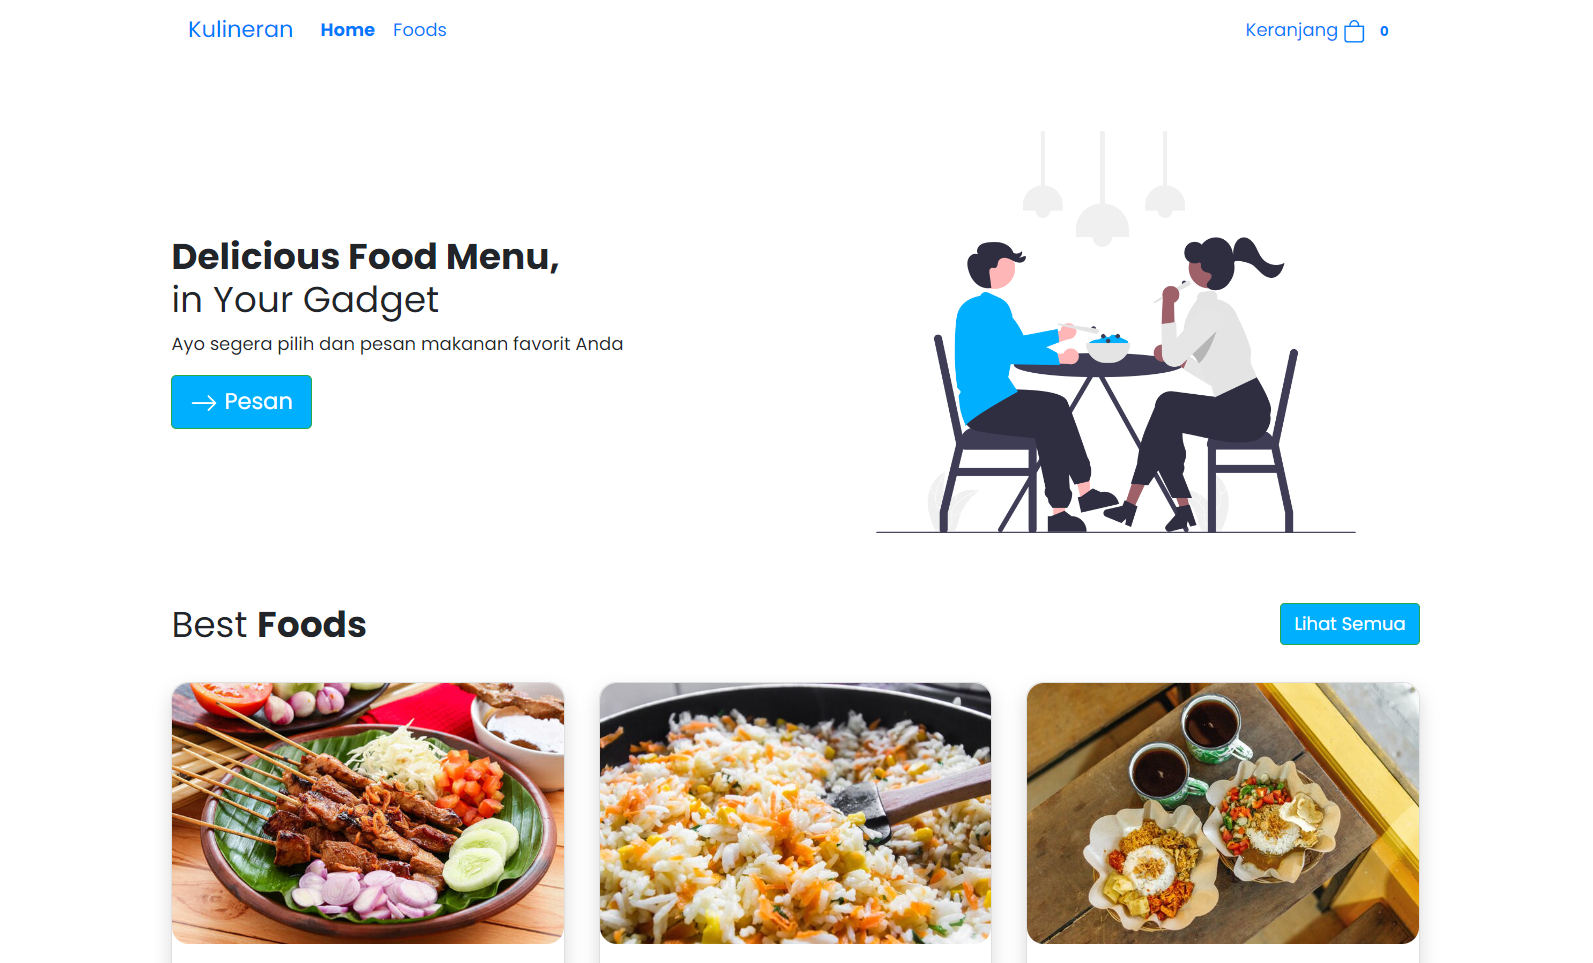 Kulineran Home Foods Keranjang 0
Delicious Food Menu,
in Your Gadget
Ayo segera pilih dan pesan makanan favorit Anda
Pesan
Best Foods Lihat Semua